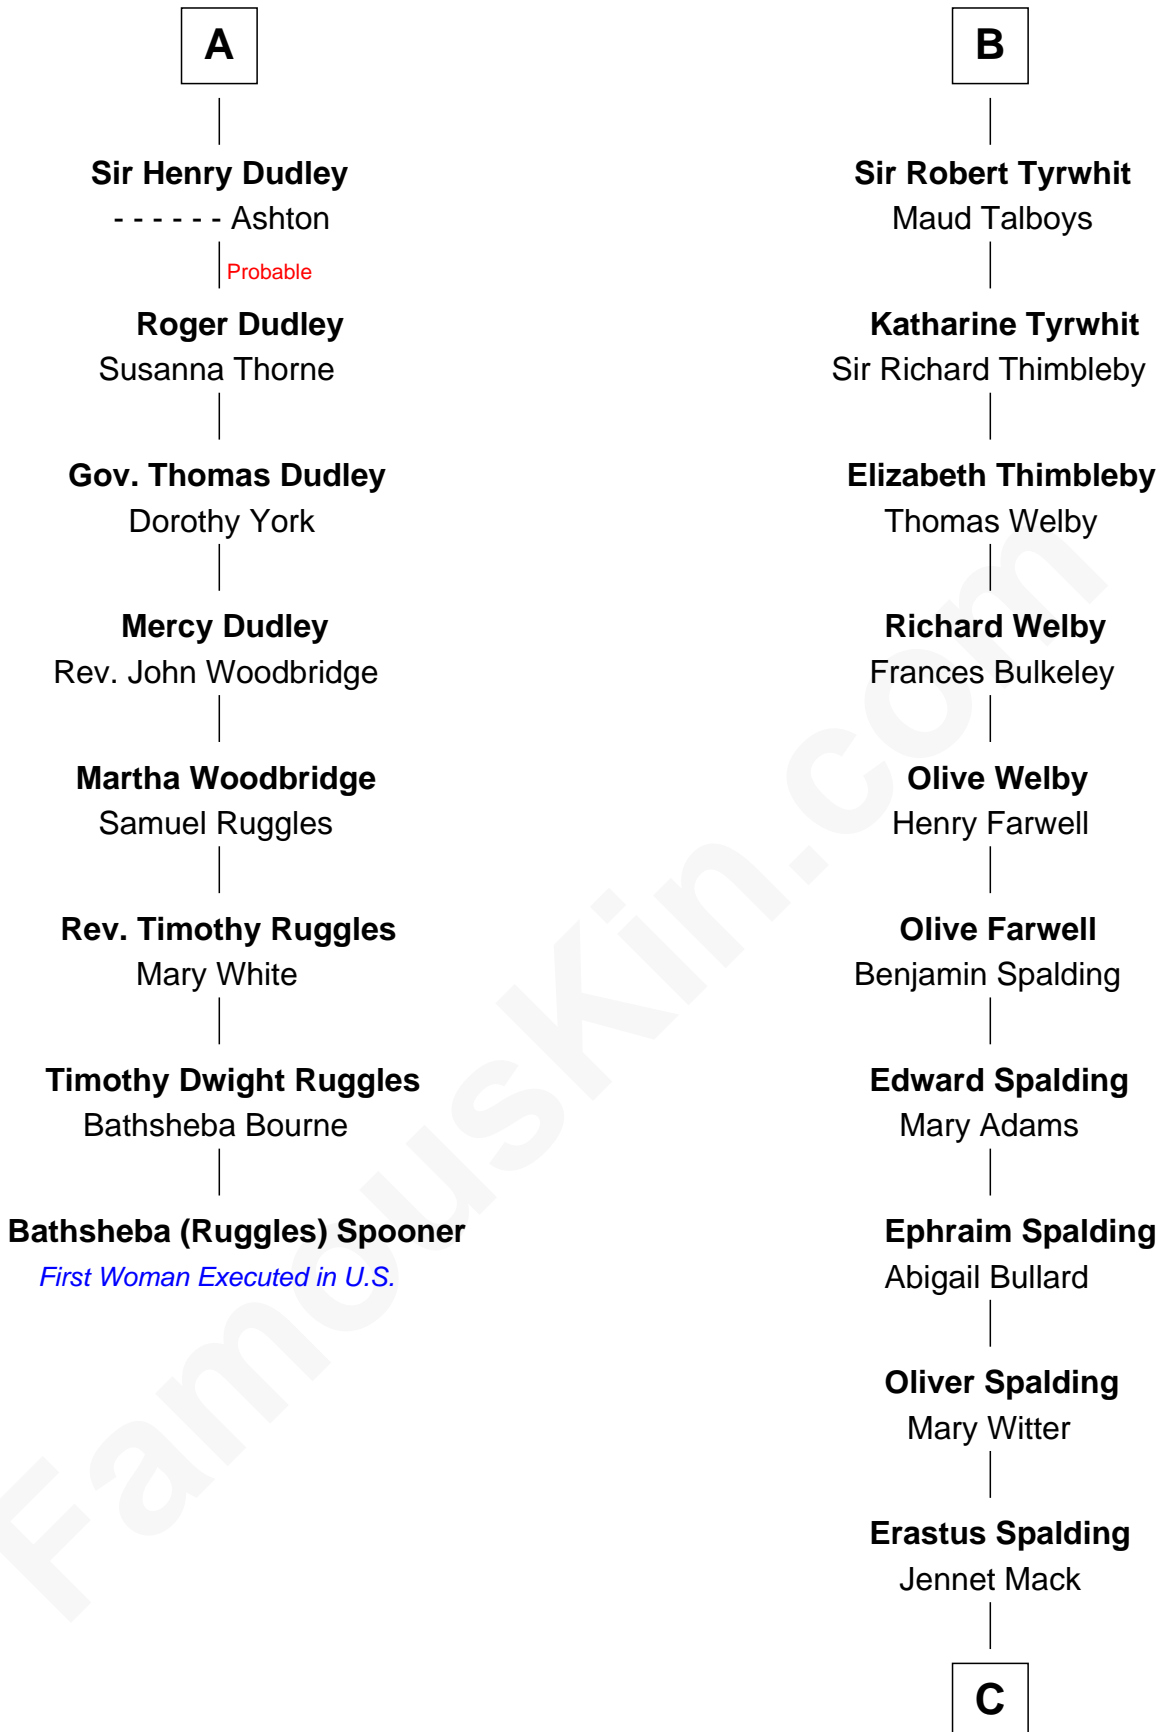 A
Sir Henry Dudley
- - - - - - Ashton
Probable
Roger Dudley
Susanna Thorne
Gov. Thomas Dudley
Dorothy York
Mercy Dudley
Rev. John Woodbridge
Martha Woodbridge
Samuel Ruggles
Rev. Timothy Ruggles
Mary White
Timothy Dwight Ruggles
Bathsheba Bourne
Bathsheba (Ruggles) Spooner
First Woman Executed in U.S.
B
Sir Robert Tyrwhit
Maud Talboys
Katharine Tyrwhit
Sir Richard Thimbleby
Elizabeth Thimbleby
Thomas Welby
Richard Welby
Frances Bulkeley
Olive Welby
Henry Farwell
Olive Farwell
Benjamin Spalding
Edward Spalding
Mary Adams
Ephraim Spalding
Abigail Bullard
Oliver Spalding
Mary Witter
Erastus Spalding
Jennet Mack
C
FamousKin.com